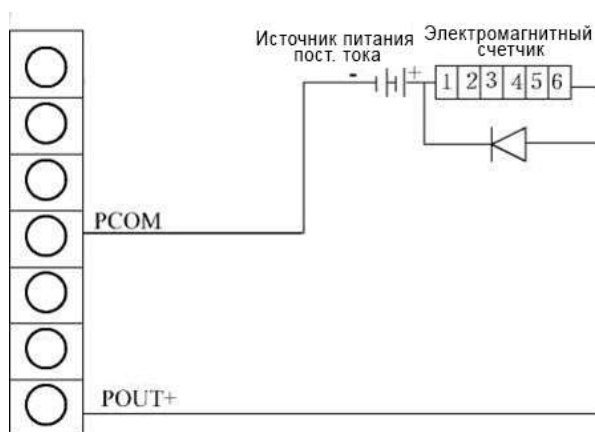 Источник питания
пост. тока
Электромагнитный
счетчик
- +
1 2 3 4 5 6
PCOM
POUT+